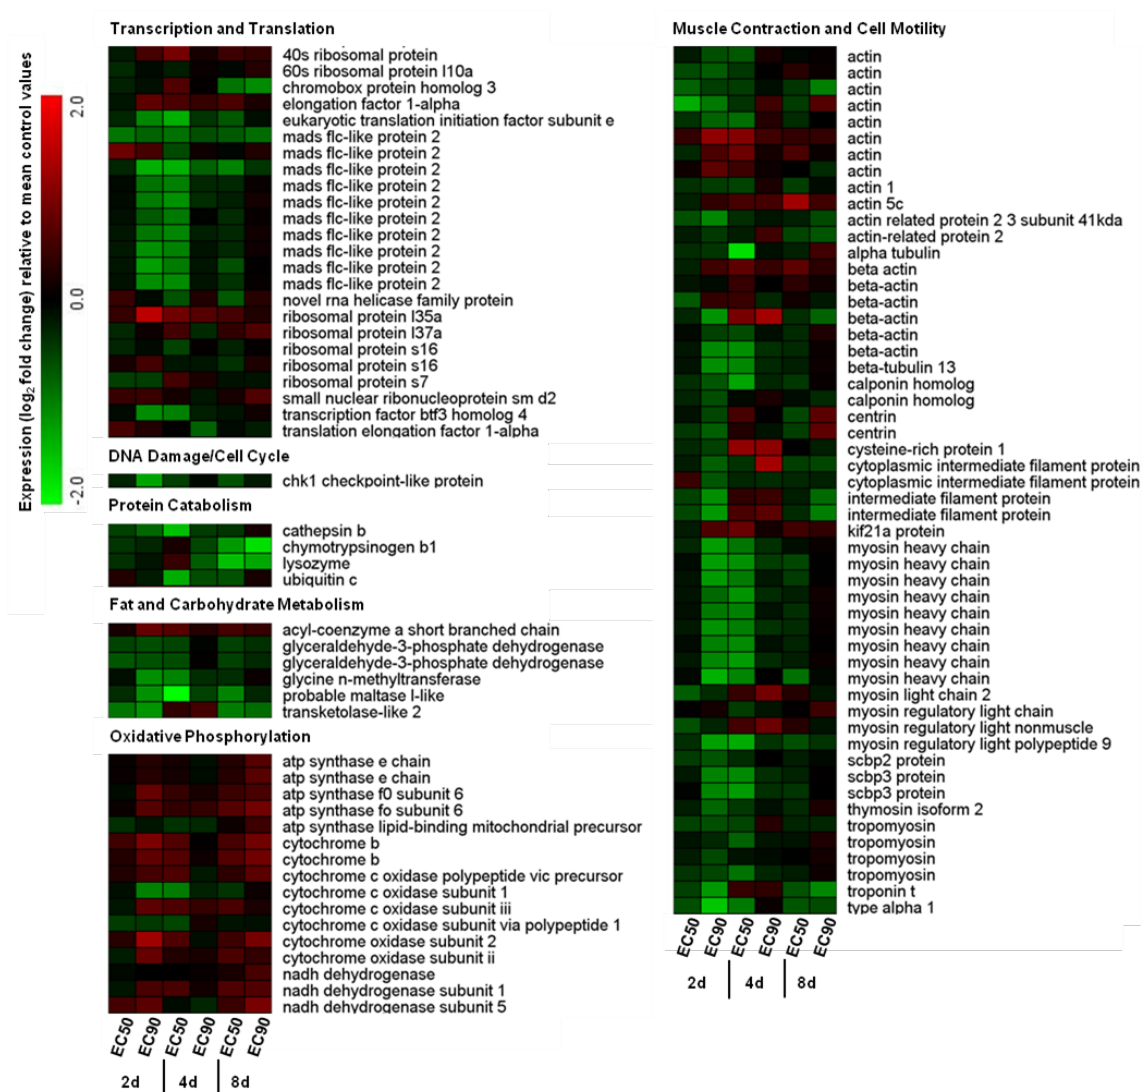 Transcription and Translation
40s ribosomal protein
60s ribosomal protein l10a
chromobox protein homolog 3
elongation factor 1-alpha
eukaryotic translation initiation factor subunit e
mads flc-like protein 2
mads flc-like protein 2
mads flc-like protein 2
mads flc-like protein 2
mads flc-like protein 2
mads flc-like protein 2
mads flc-like protein 2
mads flc-like protein 2
mads flc-like protein 2
mads flc-like protein 2
novel rna helicase family protein
ribosomal protein l35a
ribosomal protein l37a
ribosomal protein s16
ribosomal protein s16
ribosomal protein s7
small nuclear ribonucleoprotein sm d2
transcription factor btf3 homolog 4
translation elongation factor 1-alpha
DNA Damage/Cell Cycle
chk1 checkpoint-like protein
Protein Catabolism
cathepsin b
chymotrypsinogen b1
lysozyme
ubiquitin c
Fat and Carbohydrate Metabolism
acyl-coenzyme a short branched chain
glyceraldehyde-3-phosphate dehydrogenase
glyceraldehyde-3-phosphate dehydrogenase
glycine n-methyltransferase
probable maltase l-like
transketolase-like 2
Oxidative Phosphorylation
atp synthase e chain
atp synthase e chain
atp synthase f0 subunit 6
atp synthase fo subunit 6
atp synthase lipid-binding mitochondrial precursor
cytochrome b
cytochrome b
cytochrome c oxidase polypeptide vic precursor
cytochrome c oxidase subunit 1
cytochrome c oxidase subunit iii
cytochrome c oxidase subunit via polypeptide 1
cytochrome oxidase subunit 2
cytochrome oxidase subunit ii
nadh dehydrogenase
nadh dehydrogenase subunit 1
nadh dehydrogenase subunit 5
EC50 EC90 EC50 EC90 EC50 EC90
2d 4d 8d
Expression (log2 fold change) relative to mean control values
2.0
0.0
-2.0
Muscle Contraction and Cell Motility
actin
actin
actin
actin
actin
actin
actin
actin
actin 1
actin 5c
actin related protein 2 3 subunit 41kda
actin-related protein 2
alpha tubulin
beta actin
beta-actin
beta-actin
beta-actin
beta-actin
beta-actin
beta-tubulin 13
calponin homolog
calponin homolog
centrin
centrin
cysteine-rich protein 1
cytoplasmic intermediate filament protein
cytoplasmic intermediate filament protein
intermediate filament protein
intermediate filament protein
kif21a protein
myosin heavy chain
myosin heavy chain
myosin heavy chain
myosin heavy chain
myosin heavy chain
myosin heavy chain
myosin heavy chain
myosin heavy chain
myosin heavy chain
myosin light chain 2
myosin regulatory light chain
myosin regulatory light nonmuscle
myosin regulatory light polypeptide 9
scbp2 protein
scbp3 protein
scbp3 protein
thymosin isoform 2
tropomyosin
tropomyosin
tropomyosin
tropomyosin
troponin t
type alpha 1
EC50 EC90 EC50 EC90 EC50 EC90
2d 4d 8d